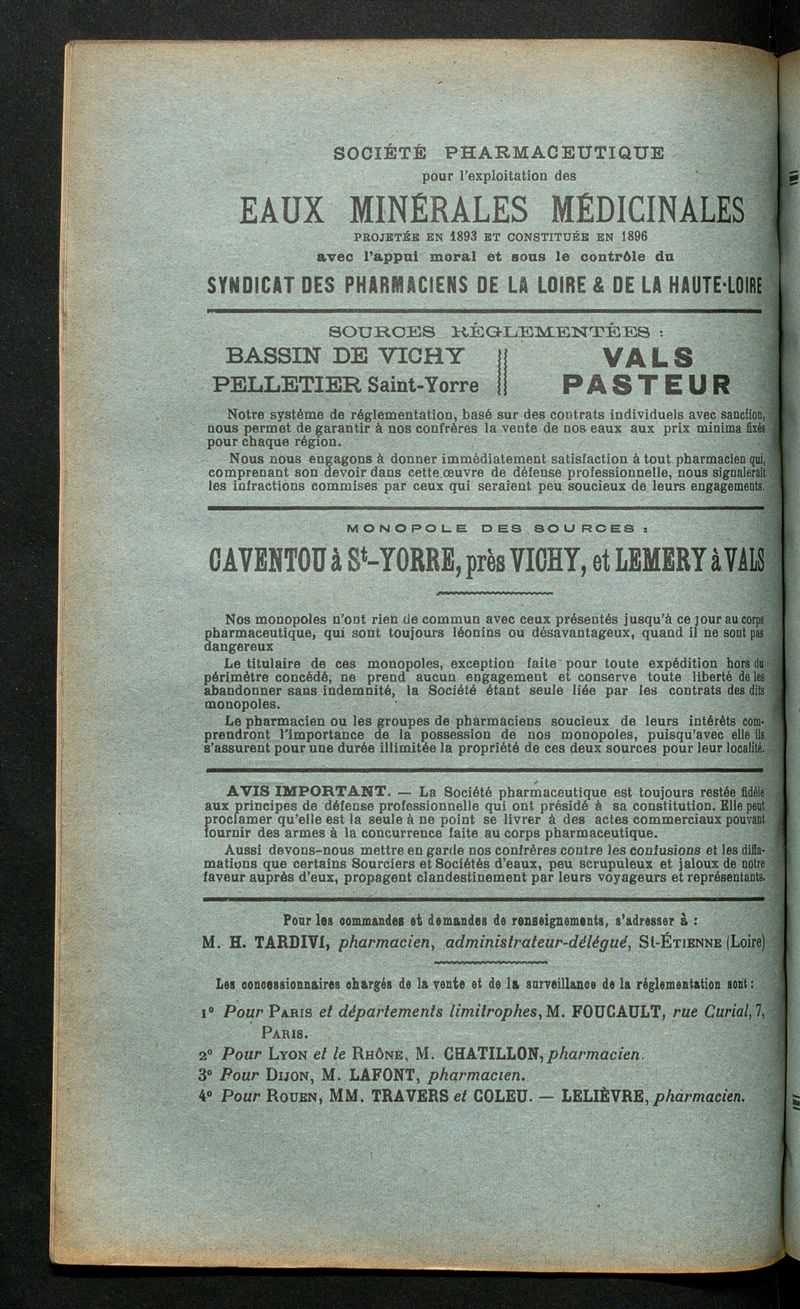 SOCIÉTÉ PHARMACEUTIQUE
pour l'exploitation des
EAUX MINÉRALES MÉDICINALES
PROJETÉE EN 1893 ET CONSTITUÉE EN 1896
avec l'appui moral et sous le contrôle du
SYNDICAT DES PHARMACIENS DE LA LOIRE & DE LA HAUTE-LOIRE
SOURCES RÉGLEMENTÉES :
BASSIN DE VICHY
PELLETIER Saint-Yorre
VALS
PASTEUR
Notre système de réglementation, basé sur des contrats individuels avec sanction,
nous permet de garantir à nos confrères la vente de nos eaux aux prix minima fixés
pour chaque région.
Nous nous engagons à donner immédiatement satisfaction à tout pharmacien qui,
comprenant son devoir dans cette œuvre de défense professionnelle, nous signalerait
les infractions commises par ceux qui seraient peu soucieux de leurs engagements.
MONOPOLE DES SOURCES :
CAVENTOU à St-YORRE, près VICHY, et LEMERY à VALS
Nos monopoles n'ont rien de commun avec ceux présentés jusqu'à ce jour au corps
pharmaceutique, qui sont toujours léonins ou désavantageux, quand il ne sont pas
dangereux
Le titulaire de ces monopoles, exception faite pour toute expédition hors du
périmètre concédé, ne prend aucun engagement et conserve toute liberté de les
abandonner sans indemnité, la Société étant seule liée par les contrats des dits
monopoles.
Le pharmacien ou les groupes de pharmaciens soucieux de leurs intérêts com-
prendront l'importance de la possession de nos monopoles, puisqu'avec elle ils
s'assurent pour une durée illimitée la propriété de ces deux sources pour leur localité.
AVIS IMPORTANT. — La Société pharmaceutique est toujours restée fidèle
aux principes de défense professionnelle qui ont présidé à sa constitution. Elle peut
proclamer qu'elle est la seule à ne point se livrer à des actes commerciaux pouvant
fournir des armes à la concurrence faite au corps pharmaceutique.
Aussi devons-nous mettre en garde nos confrères contre les confusions et les diffa-
mations que certains Sourciers et Sociétés d'eaux, peu scrupuleux et jaloux de notre
faveur auprès d'eux, propagent clandestinement par leurs voyageurs et représentants.
Pour les commandes et demandes de renseignements, s'adresser à :
M. H. TARDIVI, pharmacien, administrateur-délégué, St-ÉTIENNE (Loire)
Les concessionnaires chargés de la vente et de la surveillance de la réglementation sont :
1° Pour PARIS et départements limitrophes, M. FOUCAULT, rue Curial, 7,
PARIS.
2° Pour LYON et le RHÔNE, M. CHATILLON, pharmacien.
3° Pour DIJON, M. LAFONT, pharmacien.
4° Pour ROUEN, MM. TRAVERS et COLEU. — LELIÈVRE, pharmacien.